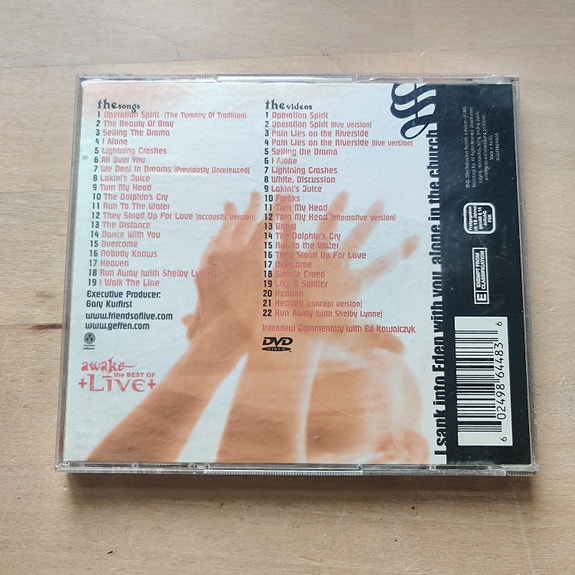 the songs
1 Operation Spirit (The Tyranny Of Tradition)
2 The Beauty Of Gray
3 Selling The Drama
4 I Alone
5 Lightning Crashes
6 All Over You
7 We Deal In Dreams (Previously Unreleased)
8 Lakini's Juice
9 Turn My Head
10 The Dolphin's Cry
11 Run To The Water
12 They Stood Up For Love (acoustic version)
13 The Distance
14 Dance With You
15 Overcome
16 Nobody Knows
17 Heaven
18 Run Away (with Shelby Lynne)
19 I Walk The Line
Executive Producer:
Gary Kurfirst
www.friendsoflive.com
www.geffen.com
awake
the BEST OF
+Līve+
the videos
1 Operation Spirit
2 Operation Spirit (live version)
3 Pain Lies on the Riverside
4 Pain Lies on the Riverside (live version)
5 Selling the Drama
6 I Alone
7 Lightning Crashes
8 White, Discussion
9 Lakini's Juice
10 Freaks
11 Turn My Head
12 Turn My Head (alternative version)
13 Ghost
14 The Dolphin's Cry
15 Run to the Water
16 They Stood Up For Love
17 Overcome
18 Simple Creed
19 Like A Soldier
20 Heaven
21 Heaven (concept version)
22 Run Away (with Shelby Lynne)
Interview Commentary with Ed Kowalczyk
DVD
VIDEO
I sank into Eden with you, alone in the church
E EXEMPT FROM
CLASSIFICATION
6 02498 64483 6